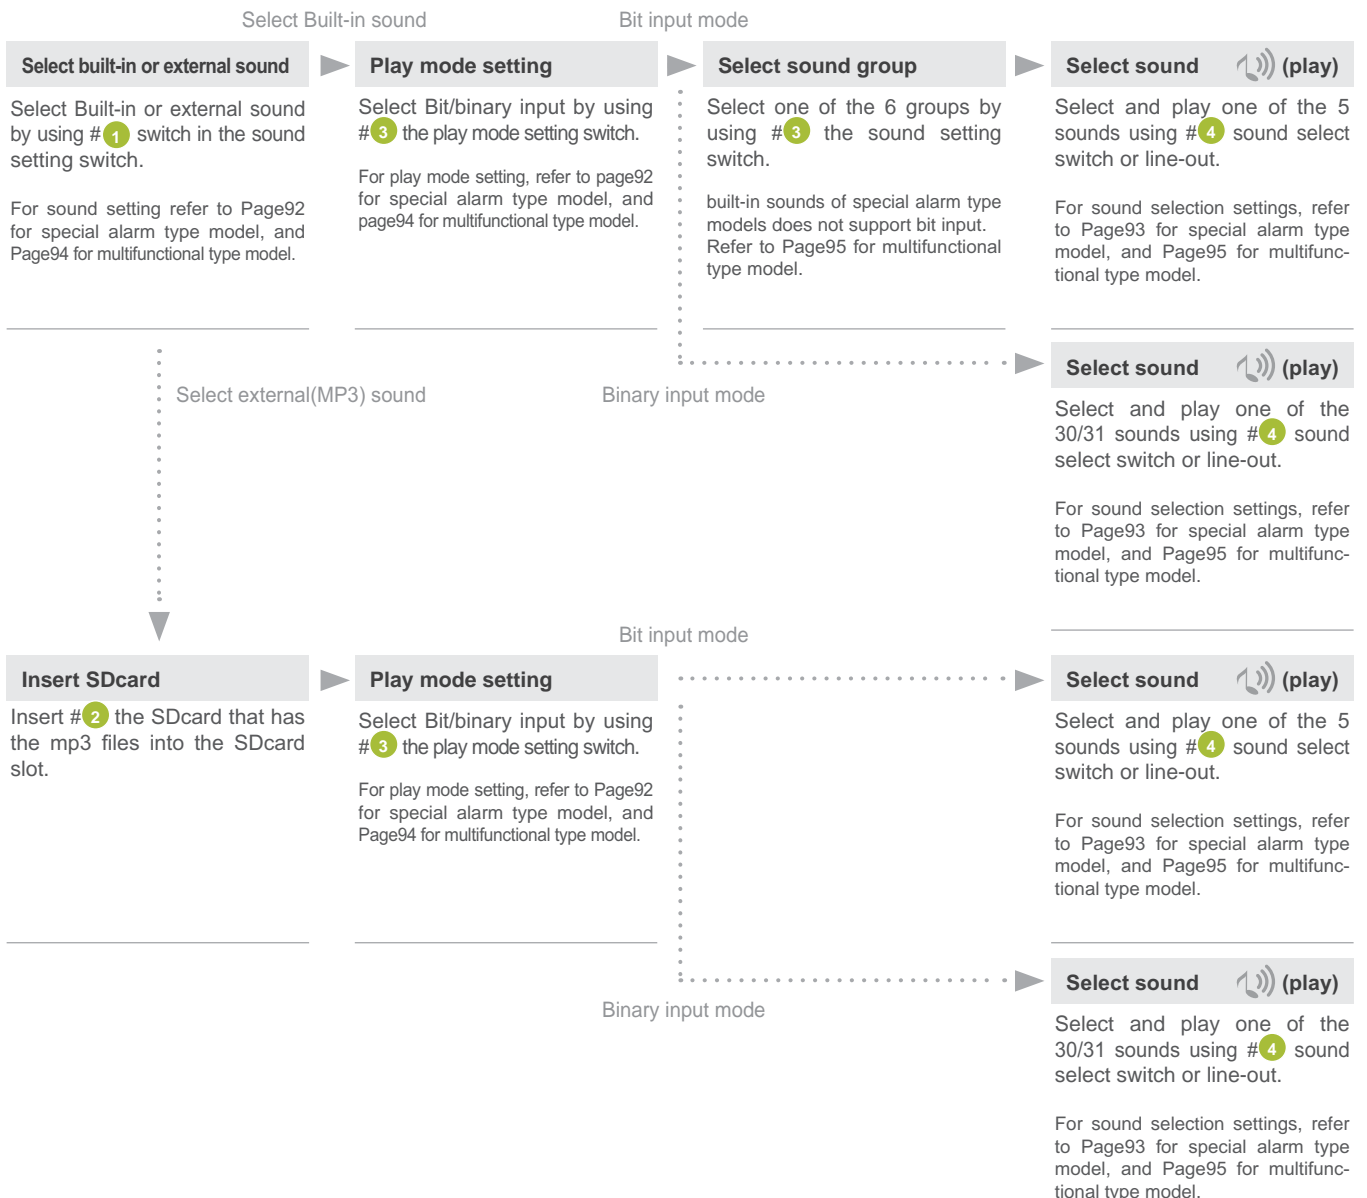 Select Built-in sound
Bit input mode
Select built-in or external sound
Select Built-in or external sound
by using #1 switch in the sound
setting switch.
For sound setting refer to Page92
for special alarm type model, and
Page94 for multifunctional type model.
Play mode setting
Select Bit/binary input by using
#3 the play mode setting switch.
For play mode setting, refer to page92
for special alarm type model, and
page94 for multifunctional type model.
Select sound group
Select one of the 6 groups by
using #3 the sound setting
switch.
built-in sounds of special alarm type
models does not support bit input.
Refer to Page95 for multifunctional
type model.
Select sound (play)
Select and play one of the 5
sounds using #4 sound select
switch or line-out.
For sound selection settings, refer
to Page93 for special alarm type
model, and Page95 for multifunc-
tional type model.
Select external(MP3) sound
Binary input mode
Select sound (play)
Select and play one of the
30/31 sounds using #4 sound
select switch or line-out.
For sound selection settings, refer
to Page93 for special alarm type
model, and Page95 for multifunc-
tional type model.
Bit input mode
Insert SDcard
Insert #2 the SDcard that has
the mp3 files into the SDcard
slot.
Play mode setting
Select Bit/binary input by using
#3 the play mode setting switch.
For play mode setting, refer to Page92
for special alarm type model, and
Page94 for multifunctional type model.
Select sound (play)
Select and play one of the 5
sounds using #4 sound select
switch or line-out.
For sound selection settings, refer
to Page93 for special alarm type
model, and Page95 for multifunc-
tional type model.
Binary input mode
Select sound (play)
Select and play one of the
30/31 sounds using #4 sound
select switch or line-out.
For sound selection settings, refer
to Page93 for special alarm type
model, and Page95 for multifunc-
tional type model.